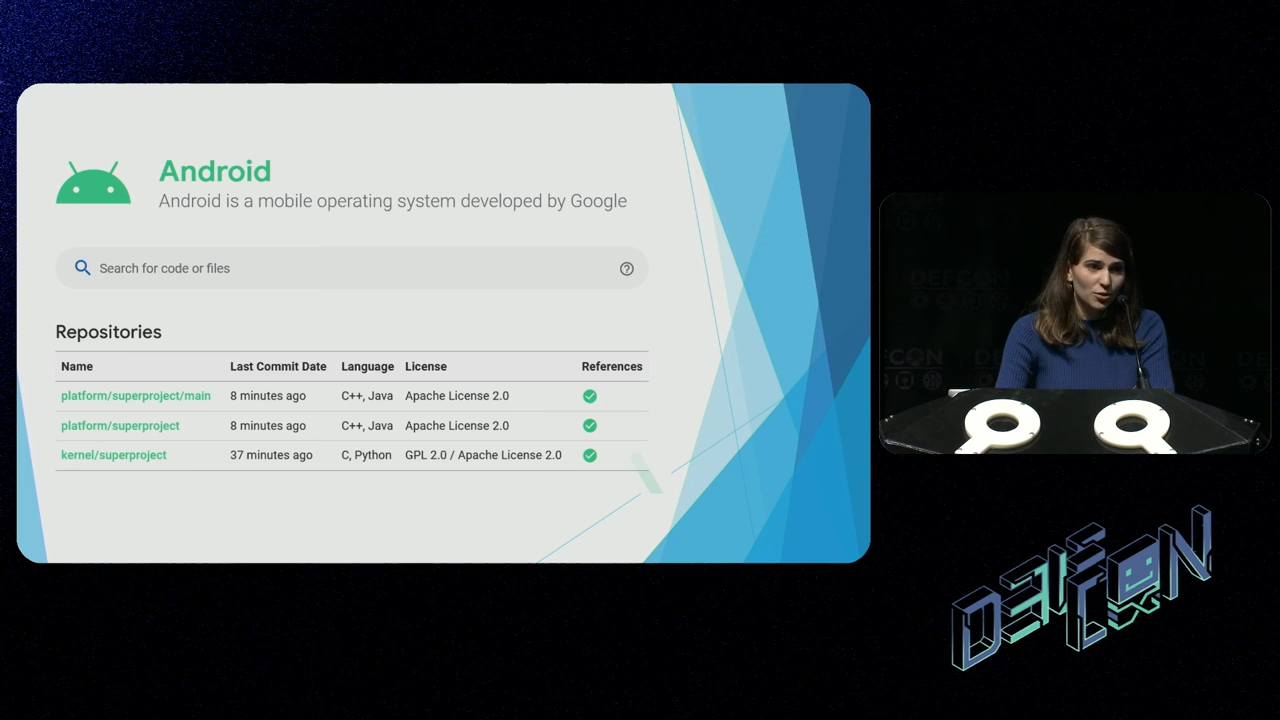 Android
Android is a mobile operating system developed by Google
Search for code or files
Repositories
Name Last Commit Date Language License References
platform/superproject/main 8 minutes ago C++, Java Apache License 2.0
platform/superproject 8 minutes ago C++, Java Apache License 2.0
kernel/superproject 37 minutes ago C, Python GPL 2.0 / Apache License 2.0
DEFCON
DEF
CON